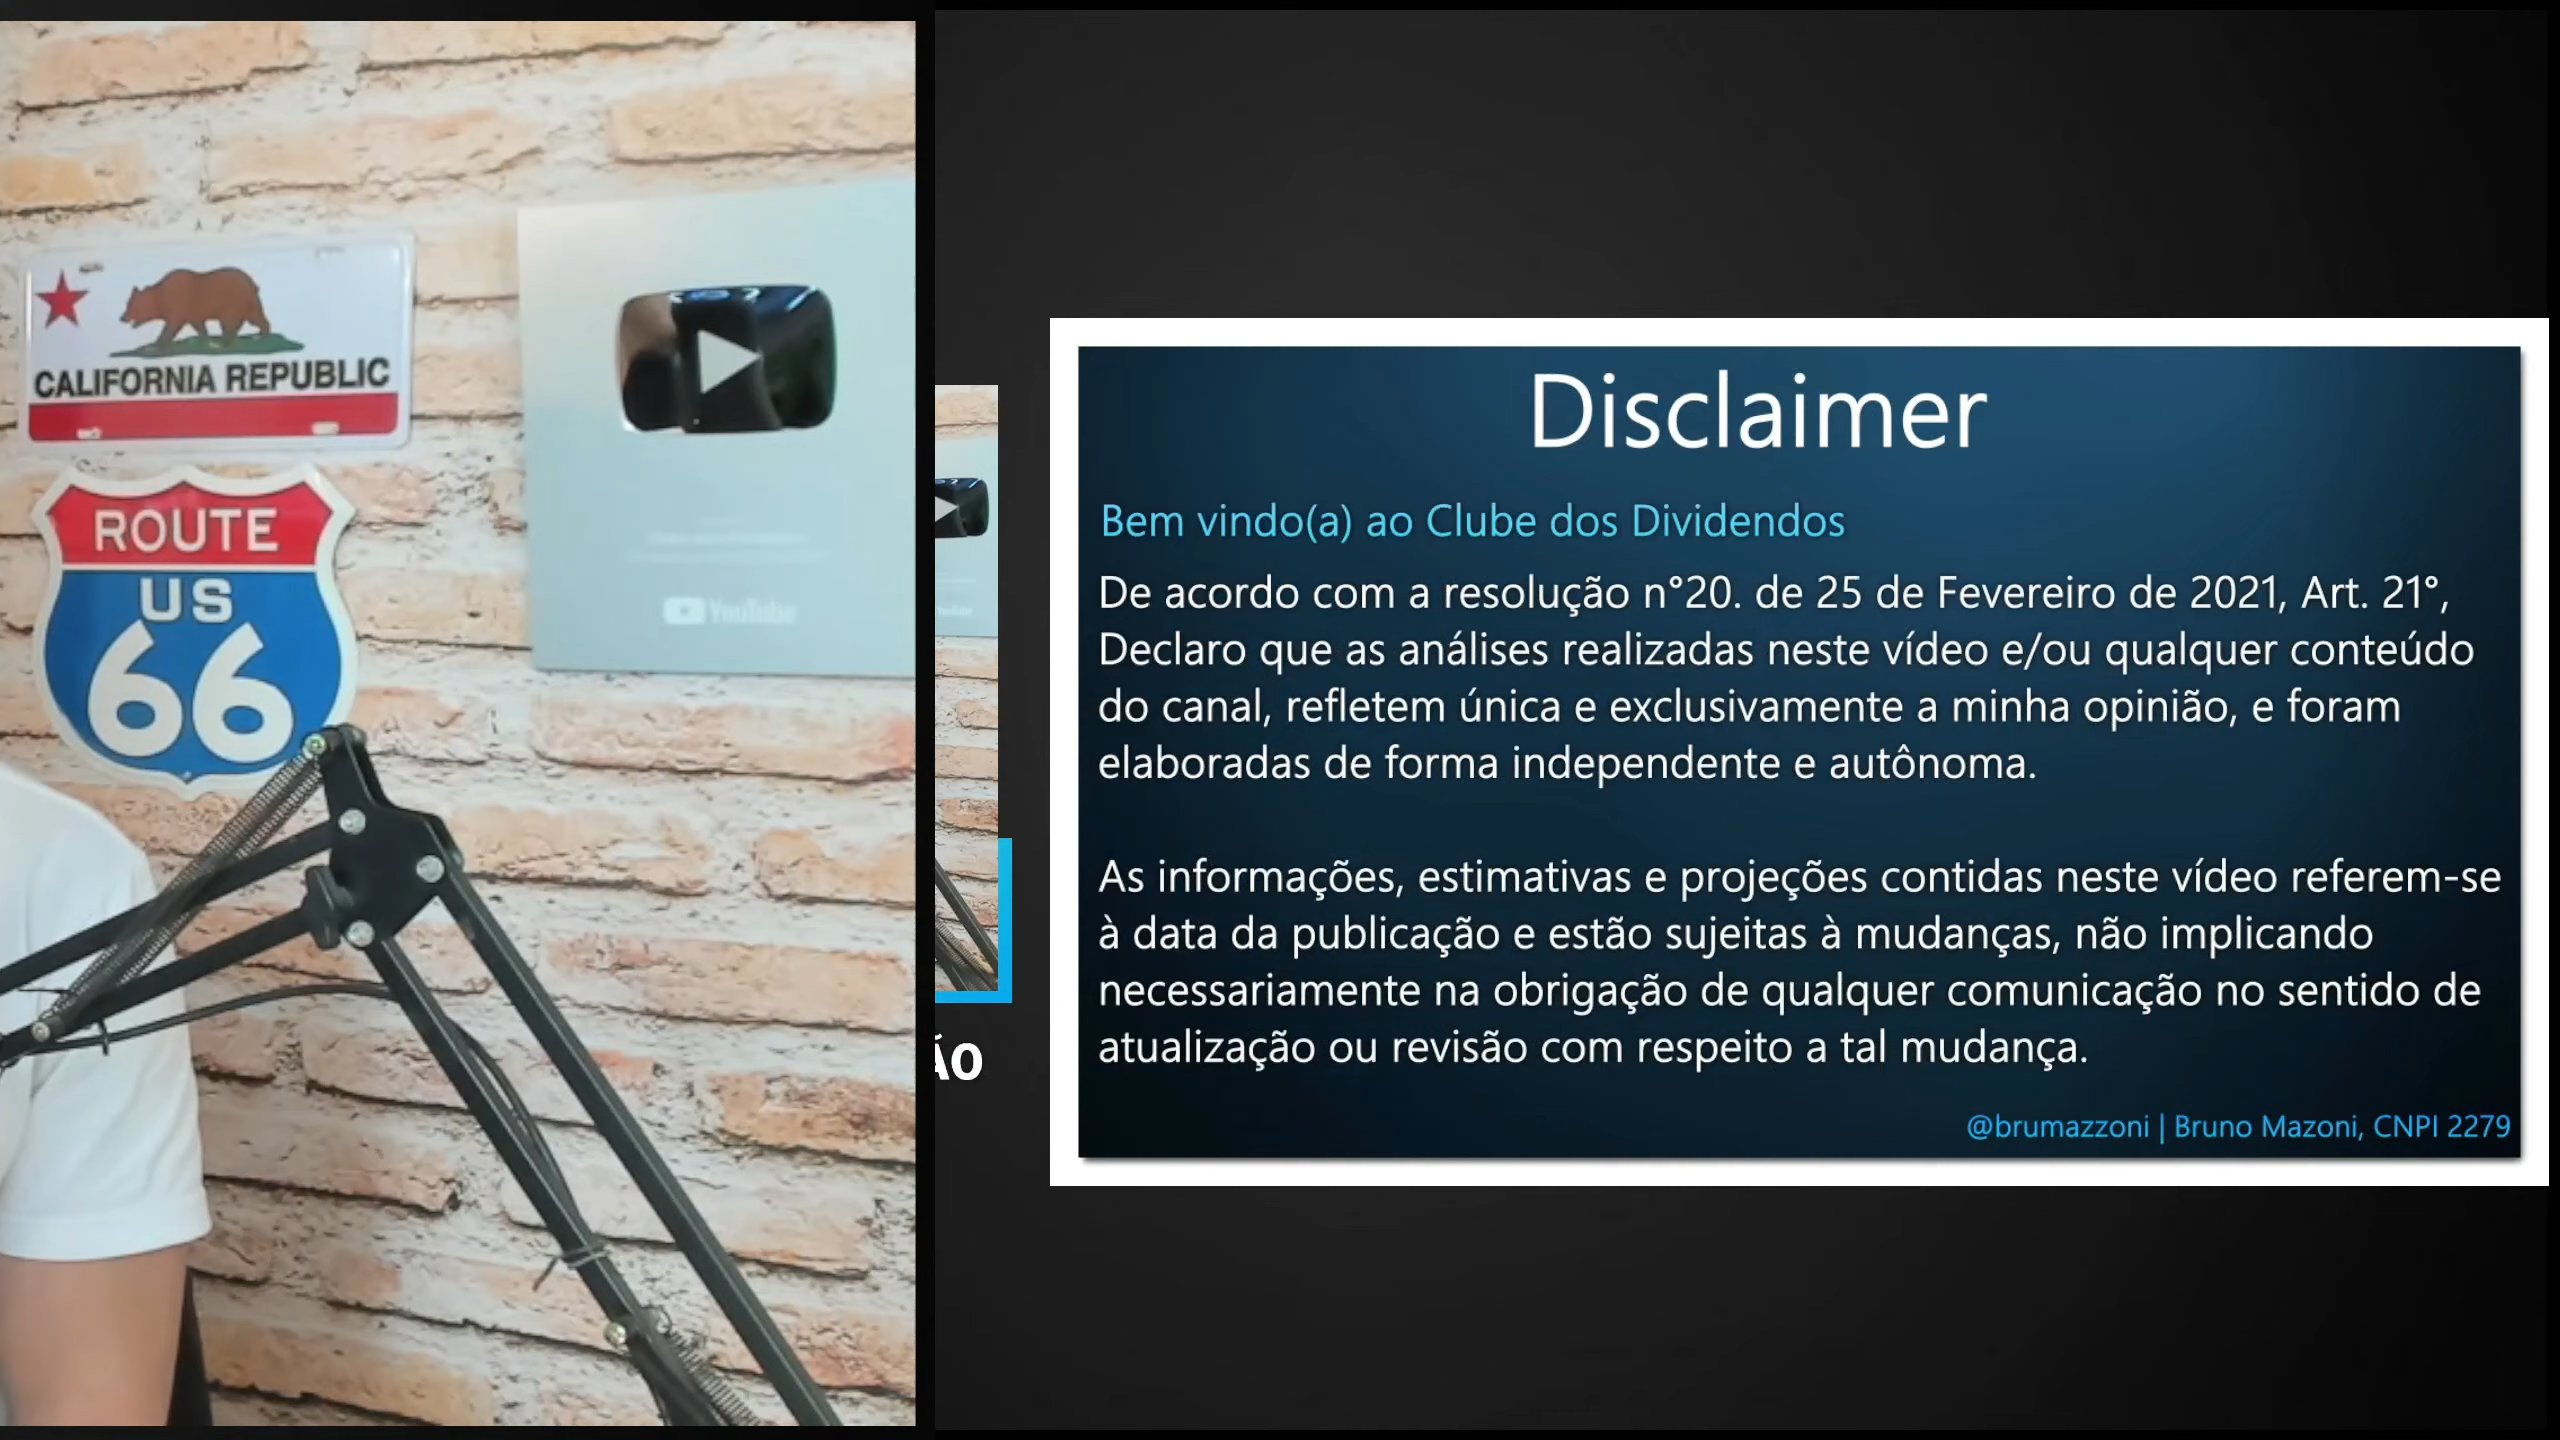 CALIFORNIA REPUBLIC
ROUTE
US
66
YouTube
YouTube
ÃO
Disclaimer
Bem vindo(a) ao Clube dos Dividendos
De acordo com a resolução n°20. de 25 de Fevereiro de 2021, Art. 21°,
Declaro que as análises realizadas neste vídeo e/ou qualquer conteúdo
do canal, refletem única e exclusivamente a minha opinião, e foram
elaboradas de forma independente e autônoma.
As informações, estimativas e projeções contidas neste vídeo referem-se
à data da publicação e estão sujeitas à mudanças, não implicando
necessariamente na obrigação de qualquer comunicação no sentido de
atualização ou revisão com respeito a tal mudança.
@brumazzoni | Bruno Mazoni, CNPI 2279